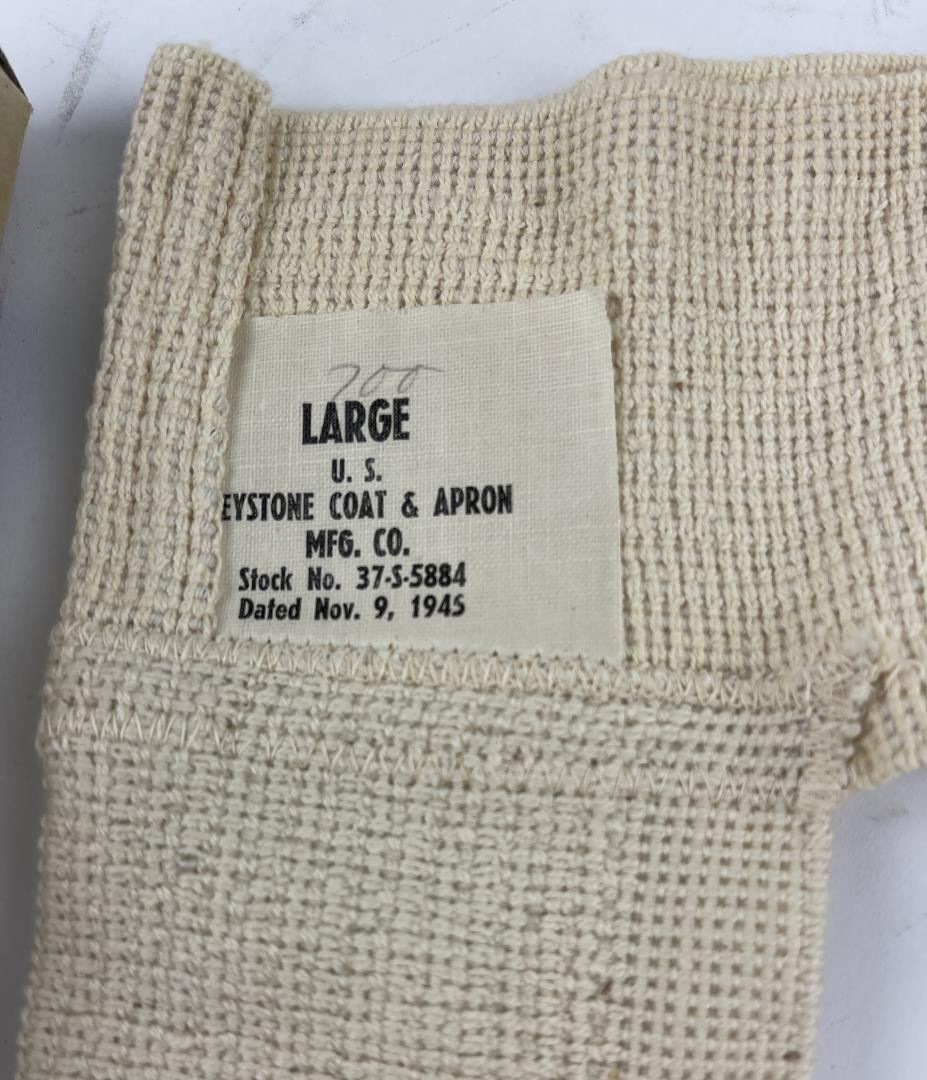 700
LARGE
U. S.
EYSTONE COAT & APRON
MFG. CO.
Stock No. 37-S-5884
Dated Nov. 9, 1945